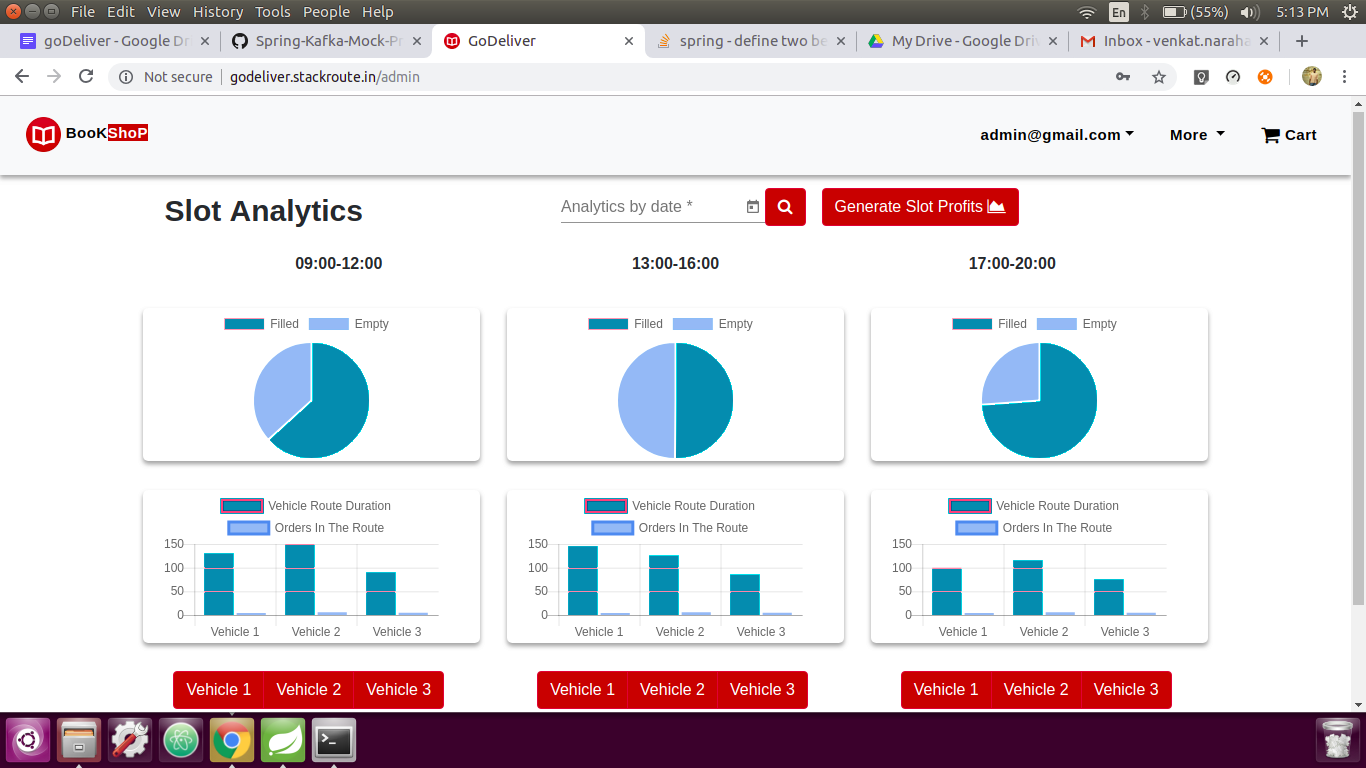 File Edit View History Tools People Help
En (55%) 5:13 PM
goDeliver - Google Dr
Spring-Kafka-Mock-Pr
GoDeliver
spring - define two be
My Drive - Google Driv
Inbox - venkat.naraha
Not secure godeliver.stackroute.in/admin
BooKShoP
admin@gmail.com More Cart
Slot Analytics
Analytics by date *
Generate Slot Profits
09:00-12:00 13:00-16:00 17:00-20:00
Filled Empty
Filled Empty
Filled Empty
Vehicle Route Duration
Orders In The Route
150
100
50
0
Vehicle 1 Vehicle 2 Vehicle 3
Vehicle Route Duration
Orders In The Route
150
100
50
0
Vehicle 1 Vehicle 2 Vehicle 3
Vehicle Route Duration
Orders In The Route
150
100
50
0
Vehicle 1 Vehicle 2 Vehicle 3
Vehicle 1 Vehicle 2 Vehicle 3
Vehicle 1 Vehicle 2 Vehicle 3
Vehicle 1 Vehicle 2 Vehicle 3